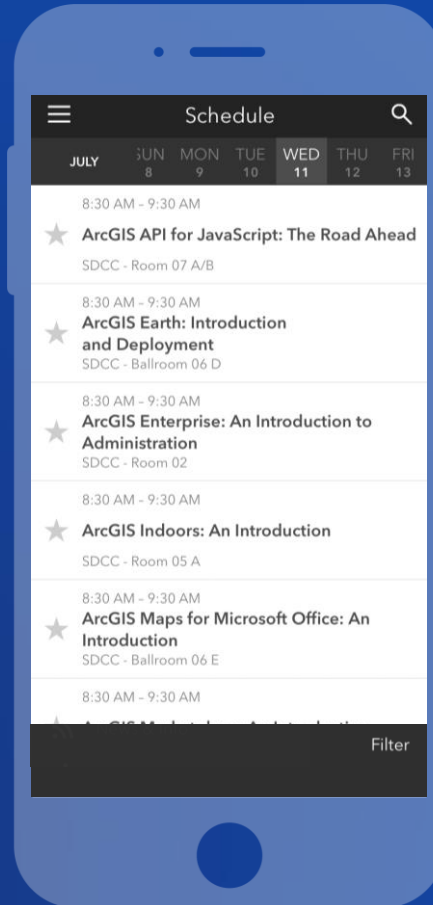 Schedule
JULY
SUN MON TUE WED THU FRI
8 9 10 11 12 13
8:30 AM – 9:30 AM
ArcGIS API for JavaScript: The Road Ahead
SDCC - Room 07 A/B
8:30 AM – 9:30 AM
ArcGIS Earth: Introduction
and Deployment
SDCC - Ballroom 06 D
8:30 AM – 9:30 AM
ArcGIS Enterprise: An Introduction to
Administration
SDCC - Room 02
8:30 AM – 9:30 AM
ArcGIS Indoors: An Introduction
SDCC - Room 05 A
8:30 AM – 9:30 AM
ArcGIS Maps for Microsoft Office: An
Introduction
SDCC - Ballroom 06 E
8:30 AM – 9:30 AM
Filter